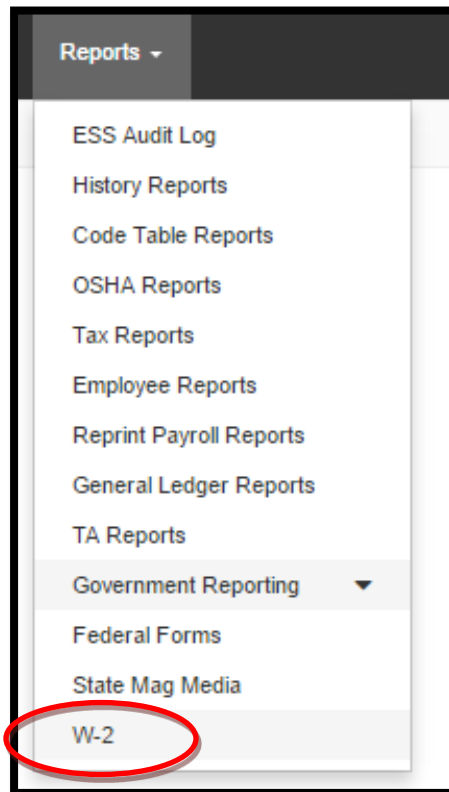 Reports
ESS Audit Log
History Reports
Code Table Reports
OSHA Reports
Tax Reports
Employee Reports
Reprint Payroll Reports
General Ledger Reports
TA Reports
Government Reporting
Federal Forms
State Mag Media
W-2